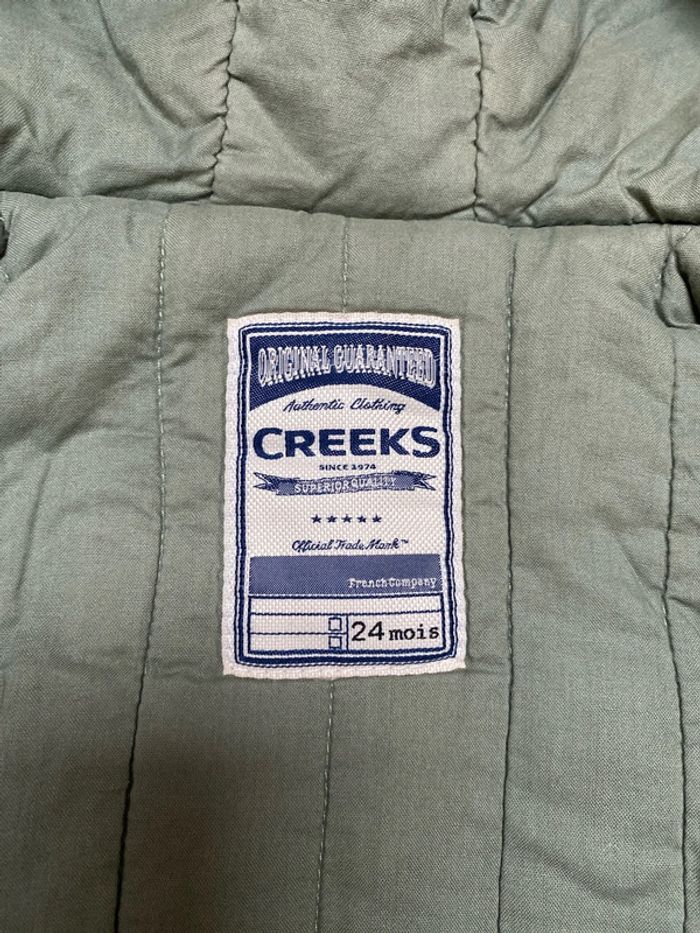 ORIGINAL GUARANTEED
Authentic Clothing
CREEKS
SINCE 1974
SUPERIOR QUALITY
Official Trade Mark™
French Company
24 mois